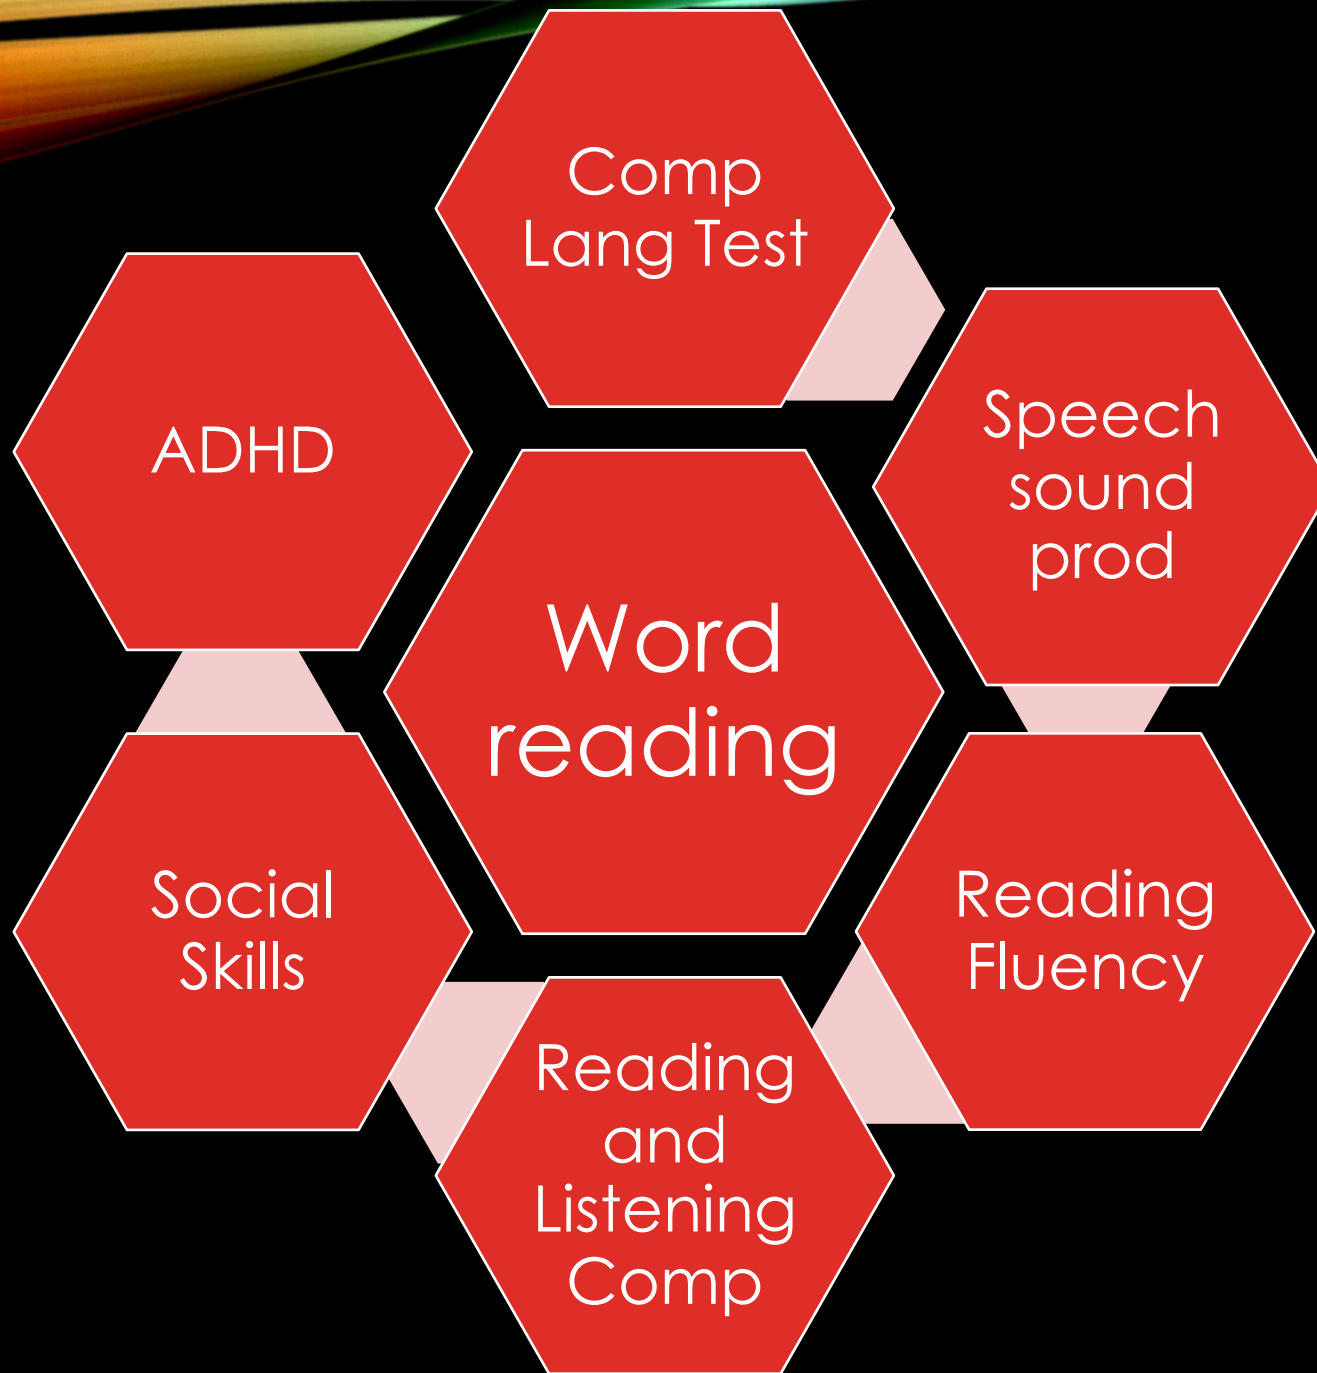 Comp
Lang Test
ADHD
Speech
sound
prod
Word
reading
Social
Skills
Reading
Fluency
Reading
and
Listening
Comp